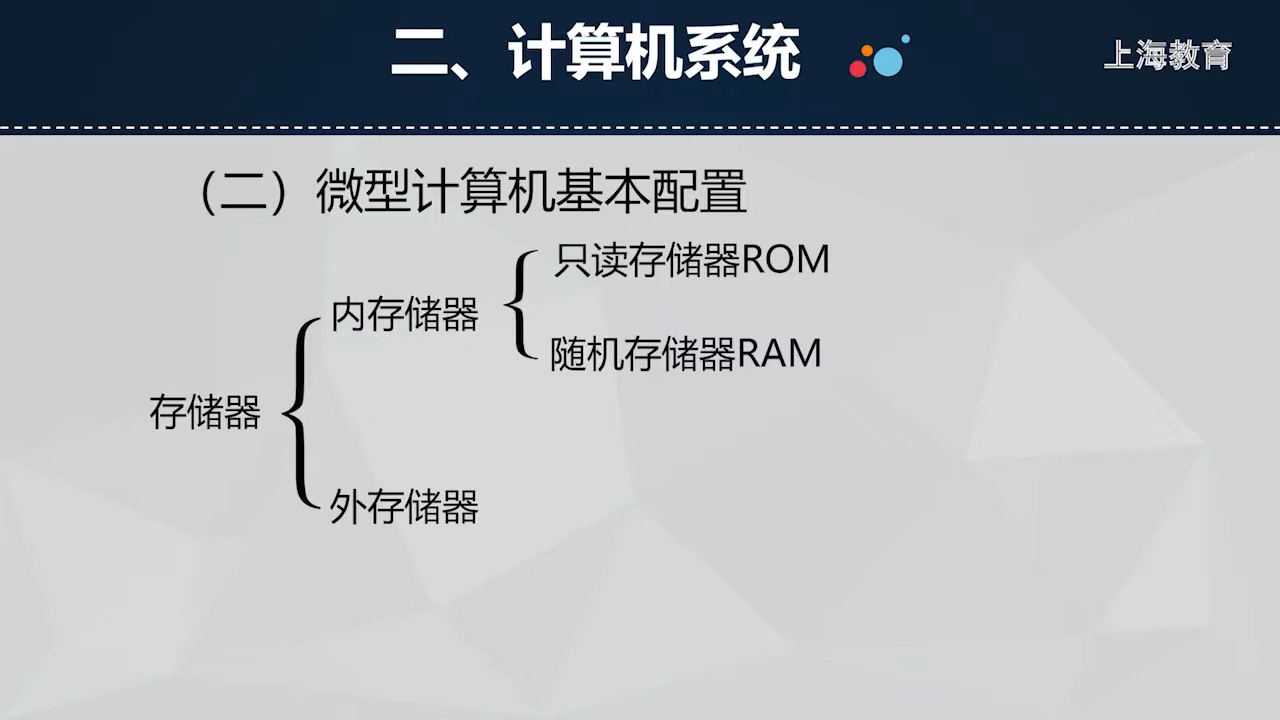 二、计算机系统
上海教育
（二）微型计算机基本配置
只读存储器ROM
内存储器
随机存储器RAM
存储器
外存储器